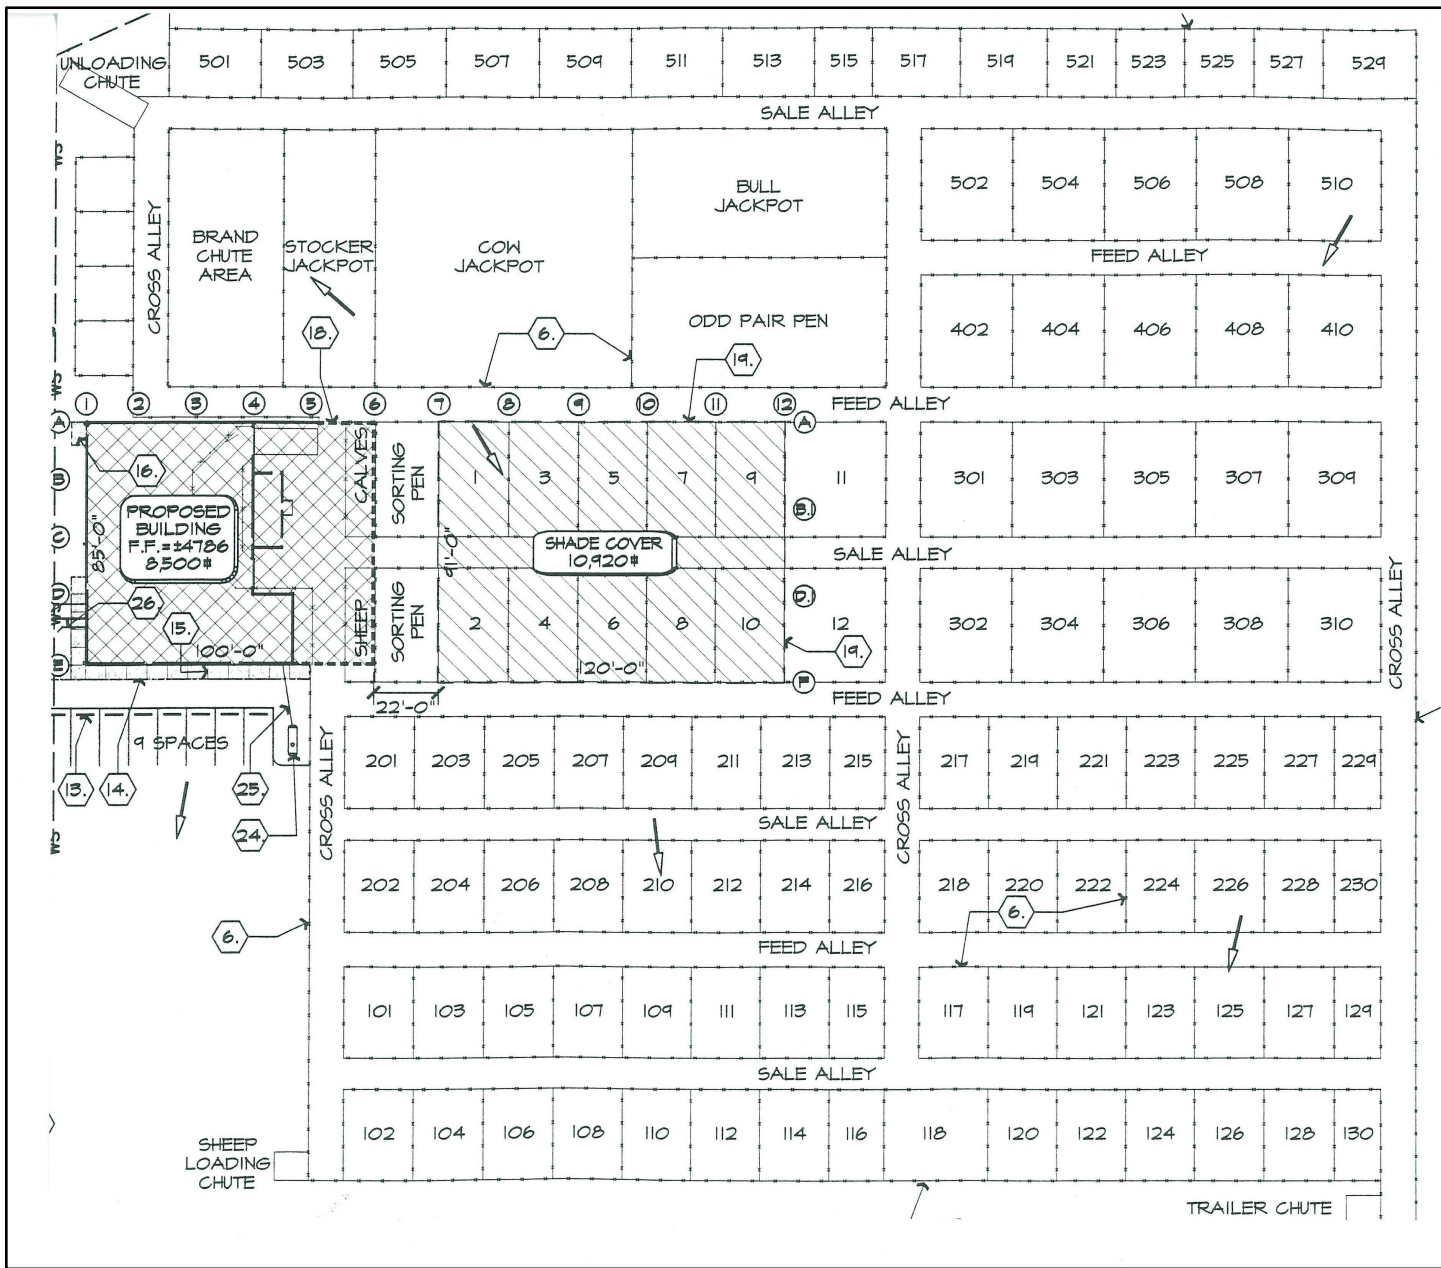 501 503 505 507 509 511 513 515 517 519 521 523 525 527 529
UNLOADING
CHUTE
SALE ALLEY
CROSS ALLEY
BRAND
CHUTE
AREA
STOCKER
JACKPOT
COW
JACKPOT
BULL
JACKPOT
ODD PAIR PEN
502 504 506 508 510
FEED ALLEY
402 404 406 408 410
18.
6.
19.
WS
WS
1 2 3 4 5 6 7 8 9 10 11 12
FEED ALLEY
A
A
B
C
D
E
B.1
D.1
F
16.
PROPOSED
BUILDING
F.F.=±4786
8,500#
85'-0"
26.
15.
100'-0"
WS
CALVES
SHEEP
SORTING
PEN
SORTING
PEN
91'-0"
1 3 5 7 9 11
SHADE COVER
10,920#
2 4 6 8 10 12
120'-0"
19.
22'-0"
301 303 305 307 309
SALE ALLEY
302 304 306 308 310
CROSS ALLEY
FEED ALLEY
9 SPACES
13.
14.
25.
24.
WS
CROSS ALLEY
201 203 205 207 209 211 213 215
CROSS ALLEY
217 219 221 223 225 227 229
SALE ALLEY
202 204 206 208 210 212 214 216
218 220 222 224 226 228 230
6.
6.
FEED ALLEY
101 103 105 107 109 111 113 115
117 119 121 123 125 127 129
SALE ALLEY
102 104 106 108 110 112 114 116 118 120 122 124 126 128 130
SHEEP
LOADING
CHUTE
TRAILER CHUTE